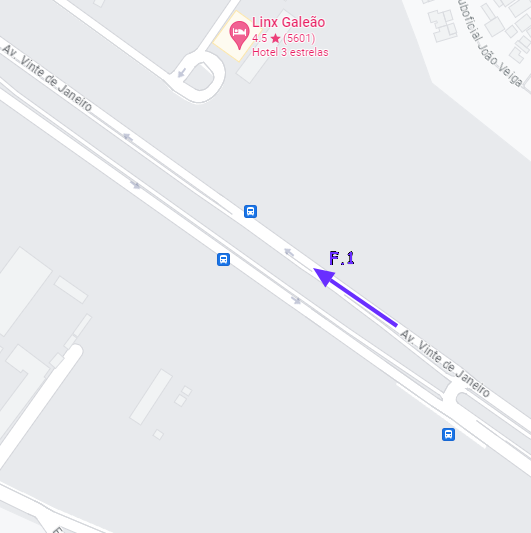 Linx Galeão
4.5 ★ (5601)
Hotel 3 estrelas
uboficial João Veiga
Av. Vinte de Janeiro
F.1
Av. Vinte de Janeiro